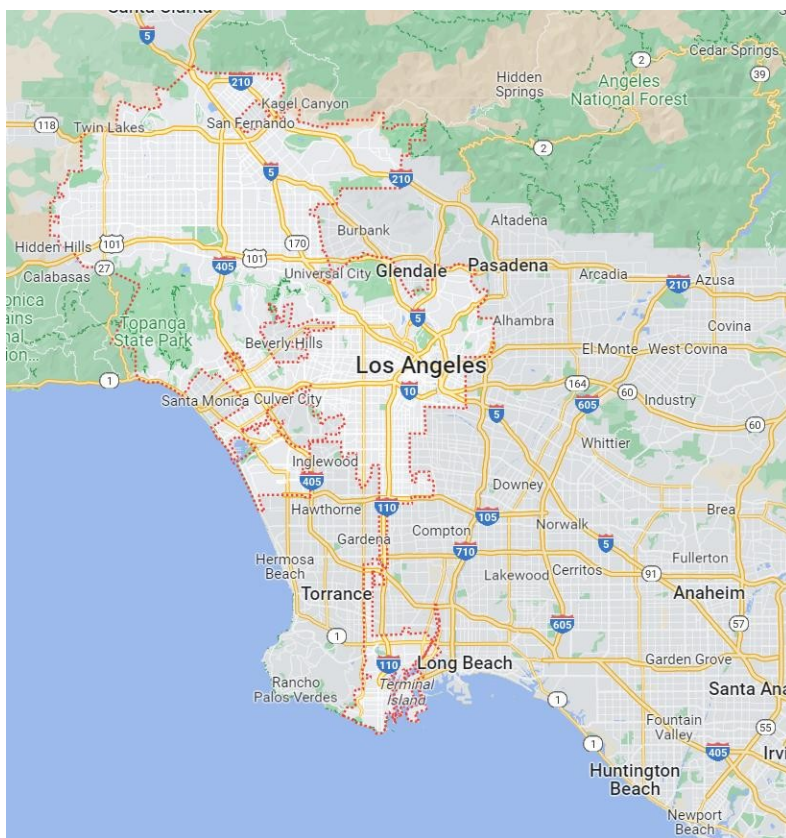 Santa Clarita
5
2
Cedar Springs
39
210
Hidden
Springs
Angeles
National Forest
Kagel Canyon
118
Twin Lakes
San Fernando
2
5
210
Altadena
Burbank
Hidden Hills
101
170
101
Calabasas
27
405
Universal City
Glendale
Pasadena
Arcadia
210
Azusa
Topanga
State Park
5
Alhambra
Covina
Beverly Hills
El Monte
West Covina
Los Angeles
1
10
164
60
Santa Monica
Culver City
605
Industry
5
60
Whittier
Inglewood
405
Downey
Hawthorne
110
105
Brea
Gardena
Compton
Norwalk
5
710
Hermosa
Beach
Fullerton
Lakewood
Cerritos
91
Torrance
Anaheim
605
57
1
110
Long Beach
Garden Grove
Rancho
Palos Verdes
Terminal
Island
Santa Ana
1
Fountain
Valley
55
1
405
Irvi
Huntington
Beach
Newport
Beach